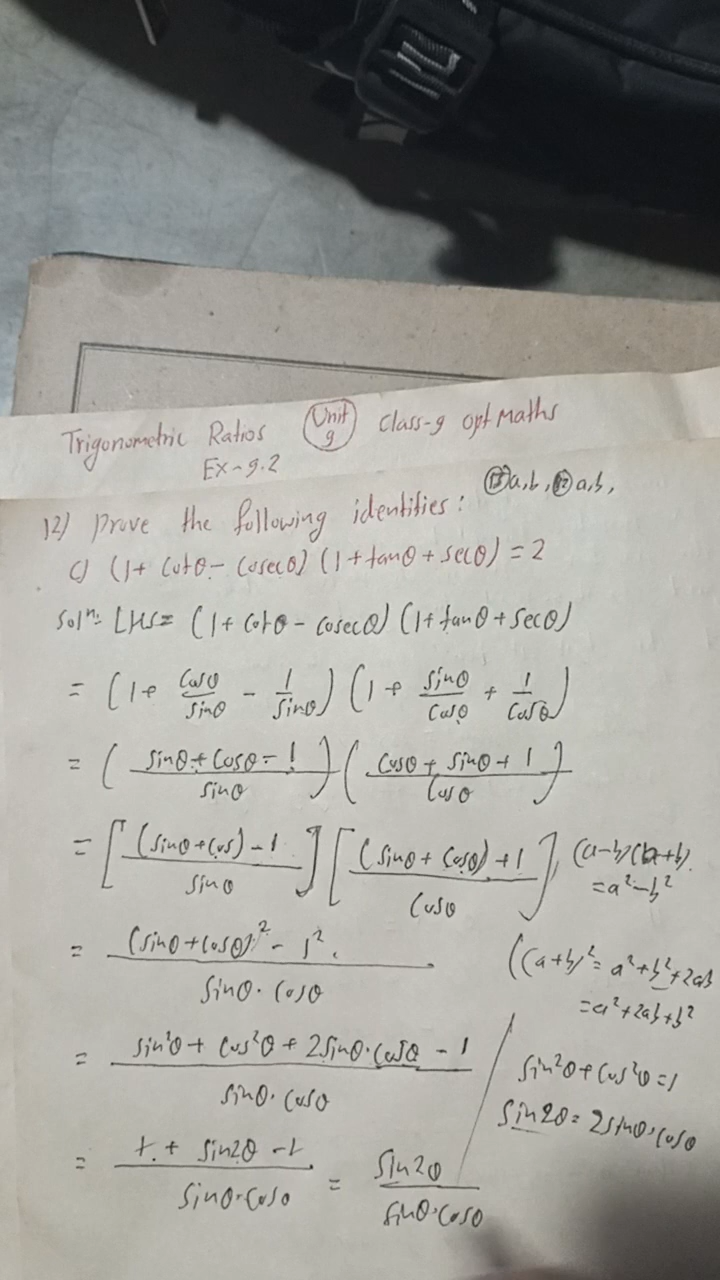 Trigonometric Ratios Unit 9 Class-9 opt Maths
Ex-9.2
a,b, a,b,
12) Prove the following identities:
c) (1+ Cotθ - Cosecθ) (1 + tanθ + secθ) = 2
Solⁿ: LHS = (1 + Cotθ - Cosecθ) (1 + tanθ + Secθ)
= (1 + Cosθ/Sinθ - 1/Sinθ) (1 + Sinθ/Cosθ + 1/Cosθ)
= (Sinθ + Cosθ - 1/Sinθ) (Cosθ + Sinθ + 1/Cosθ)
= [(Sinθ + Cos) - 1/Sinθ] [(Sinθ + Cosθ) + 1/Cosθ], (a-b)(a+b)
= a² - b²
= (Sinθ + Cosθ)² - 1²/Sinθ · Cosθ ((a+b)² = a² + b² + 2ab
= a² + 2ab + b²
= Sin²θ + Cos²θ + 2Sinθ · Cosθ - 1/Sinθ · Cosθ Sin²θ + Cos²θ = 1
Sin2θ = 2Sinθ · Cosθ
= 1 + Sin2θ - 1/Sinθ · Cosθ = Sin2θ/Sinθ · Cosθ